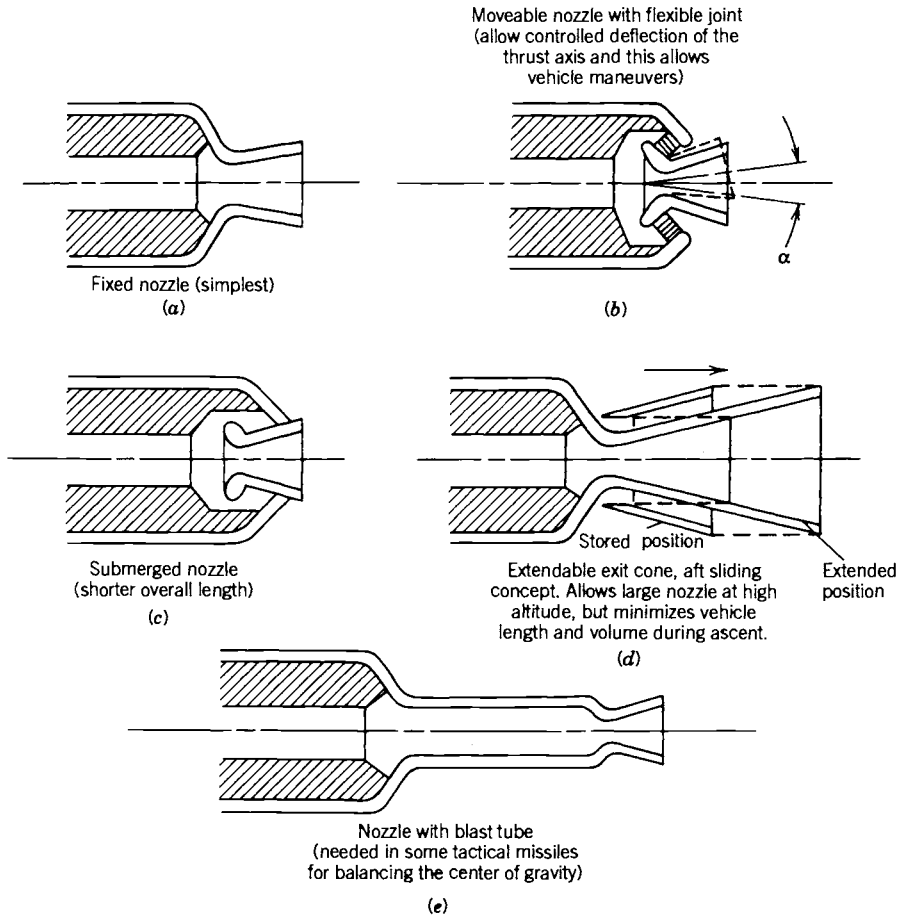 Moveable nozzle with flexible joint
(allow controlled deflection of the
thrust axis and this allows
vehicle maneuvers)
α
Fixed nozzle (simplest)
(a)
(b)
Submerged nozzle
(shorter overall length)
(c)
Stored position
Extendable exit cone, aft sliding
concept. Allows large nozzle at high
altitude, but minimizes vehicle
length and volume during ascent.
(d)
Extended
position
Nozzle with blast tube
(needed in some tactical missiles
for balancing the center of gravity)
(e)